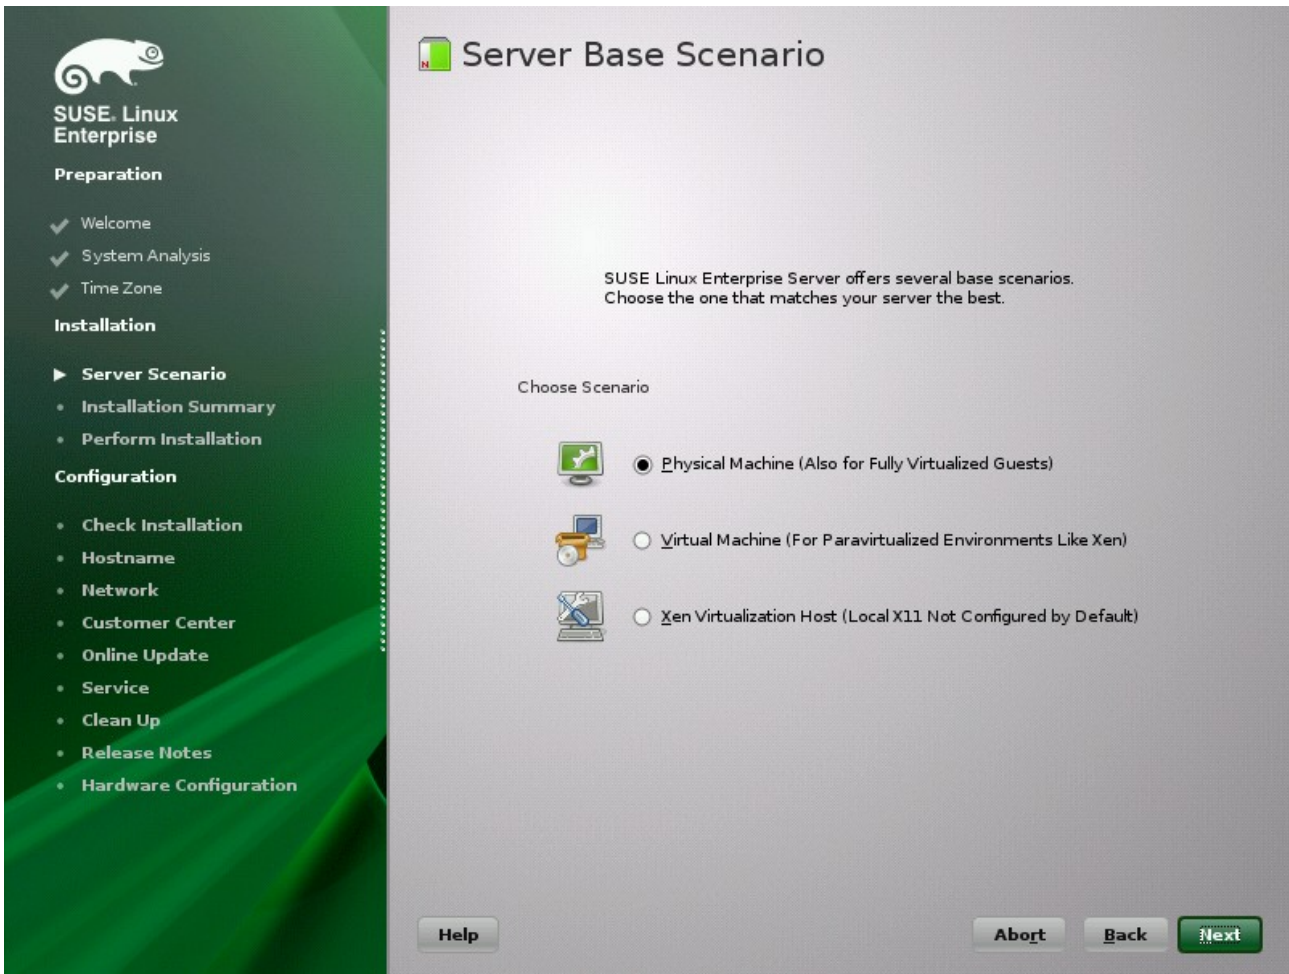 SUSE. Linux
Enterprise
Preparation
Welcome
System Analysis
Time Zone
Installation
Server Scenario
Installation Summary
Perform Installation
Configuration
Check Installation
Hostname
Network
Customer Center
Online Update
Service
Clean Up
Release Notes
Hardware Configuration
N
Server Base Scenario
SUSE Linux Enterprise Server offers several base scenarios.
Choose the one that matches your server the best.
Choose Scenario
Physical Machine (Also for Fully Virtualized Guests)
Virtual Machine (For Paravirtualized Environments Like Xen)
Xen Virtualization Host (Local X11 Not Configured by Default)
Help
Abort
Back
Next